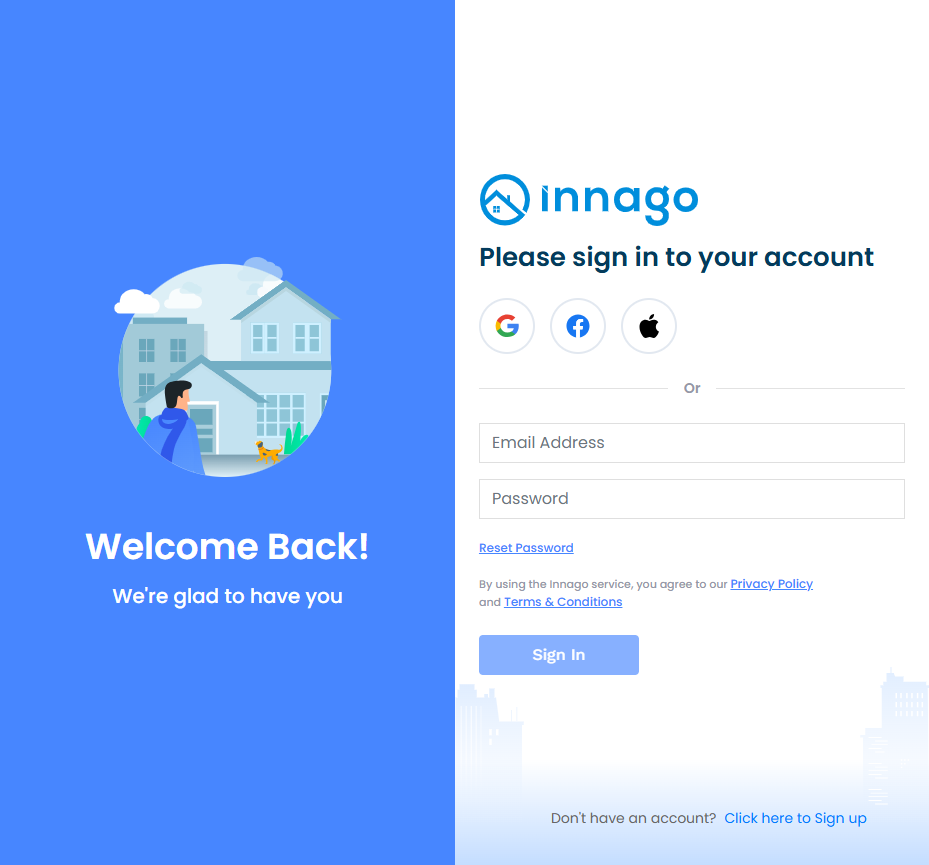 Welcome Back!
We're glad to have you
innago
Please sign in to your account
Or
Email Address
Password
Reset Password
By using the Innago service, you agree to our Privacy Policy
and Terms & Conditions
Sign In
Don't have an account? Click here to Sign up